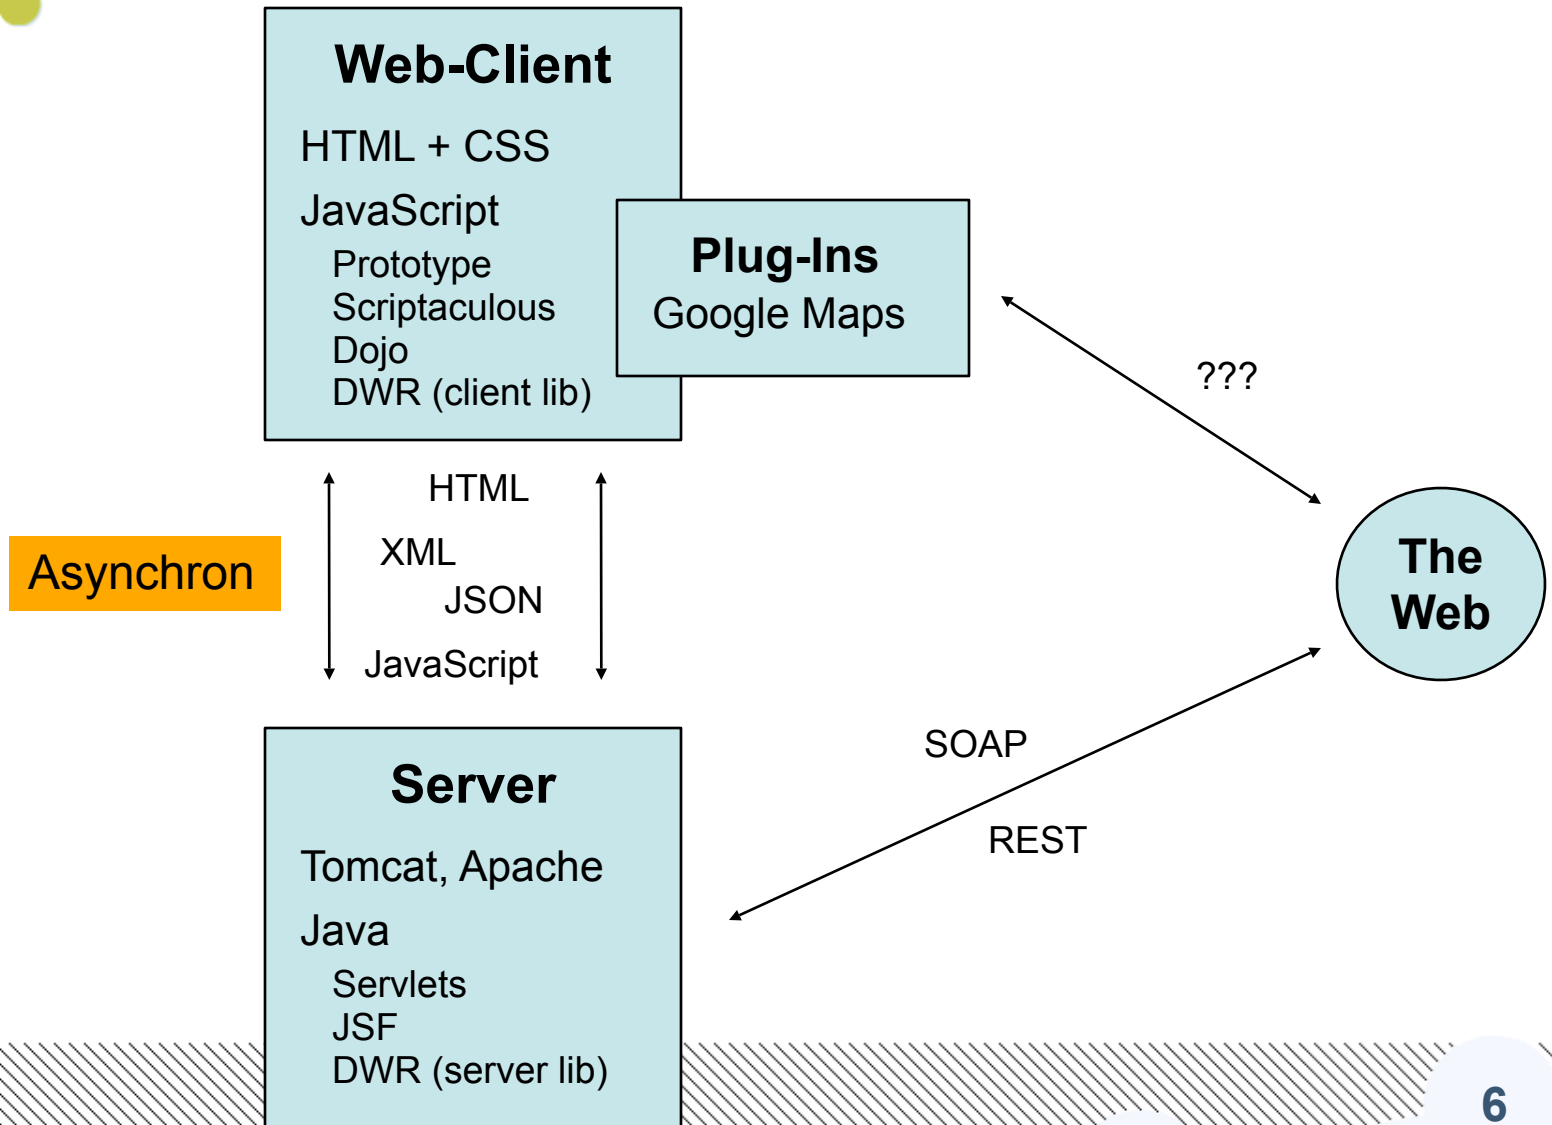 Web-Client
HTML + CSS
JavaScript
Prototype
Scriptaculous
Dojo
DWR (client lib)
Plug-Ins
Google Maps
???
HTML
XML
JSON
JavaScript
Asynchron
The
Web
SOAP
REST
Server
Tomcat, Apache
Java
Servlets
JSF
DWR (server lib)
6